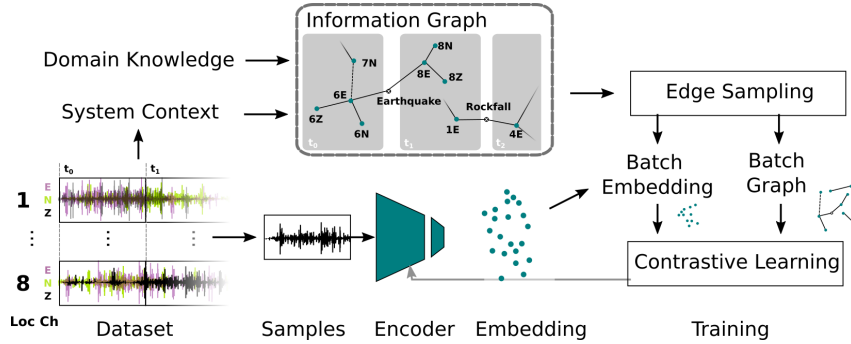 Information Graph
Domain Knowledge
System Context
7N
8N
8E
8Z
6E
Earthquake
6Z
6N
Rockfall
1E
4E
t0
t1
t2
Edge Sampling
Batch
Embedding
Batch
Graph
Contrastive Learning
t0
t1
1
E
N
Z
⋮
⋮
⋮
8
E
N
Z
Loc Ch
Dataset
Samples
Encoder
Embedding
Training